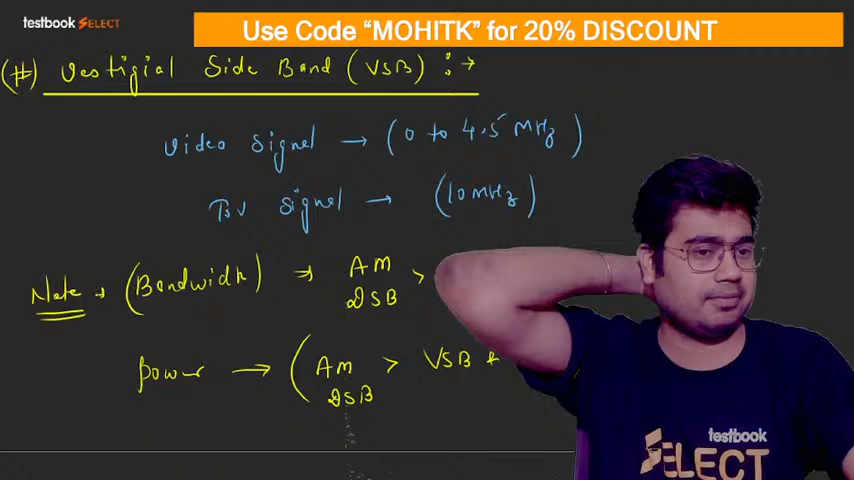 testbook SELECT
Use Code “MOHITK” for 20% DISCOUNT
(#) Vestigial Side Band (VSB) :→
Video Signal → (0 to 4.5 MHz)
T.V Signal → (10 MHz)
Note → (Bandwidth) → AM DSB >
Power → (AM DSB > VSB
testbook
SELECT